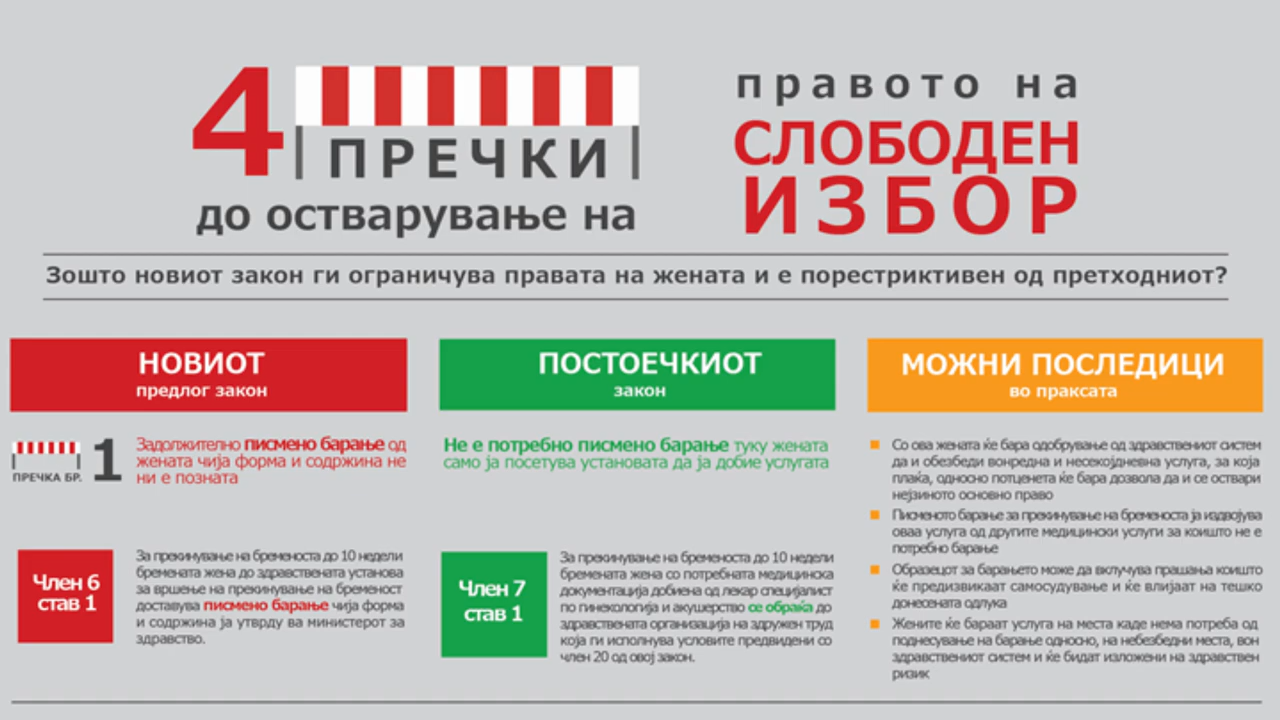 4 ПРЕЧКИ
до остварување на
правото на
СЛОБОДЕН
ИЗБОР
Зошто новиот закон ги ограничува правата на жената и е порестриктивен од претходниот?
НОВИОТ
предлог закон
ПРЕЧКА БР. 1
Задолжително писмено барање од
жената чија форма и содржина не
ни е позната
Член 6
став 1
За прекинување на бременоста до 10 недели
бремената жена до здравствената установа
за вршење на прекинување на бременост
доставува писмено барање чија форма
и содржина ја утврду ва министерот за
здравство.
ПОСТОЕЧКИОТ
закон
Не е потребно писмено барање туку жената
само ја посетува установата да ја добие услугата
Член 7
став 1
За прекинување на бременоста до 10 недели
бремената жена со потребната медицинска
документација добиена од лекар специјалист
по гинекологија и акушерство се обраќа до
здравствената организација на здружен труд
која ги исполнува условите предвидени со
член 20 од овој закон.
МОЖНИ ПОСЛЕДИЦИ
во праксата
Со ова жената ќе бара одобрување од здравствениот систем
да и обезбеди вонредна и несекојдневна услуга, за која
плаќа, односно потценета ќе бара дозвола да и се оствари
нејзиното основно право
Писменото барање за прекинување на бременоста ја издвојува
оваа услуга од другите медицински услуги за коишто не е
потребно барање
Образецот за барањето може да вклучува прашања коишто
ќе предизвикаат самосудување и ќе влијаат на тешко
донесената одлука
Жените ќе бараат услуга на места каде нема потреба од
поднесување на барање односно, на небезбедни места, вон
здравствениот систем и ќе бидат изложени на здравствен
ризик